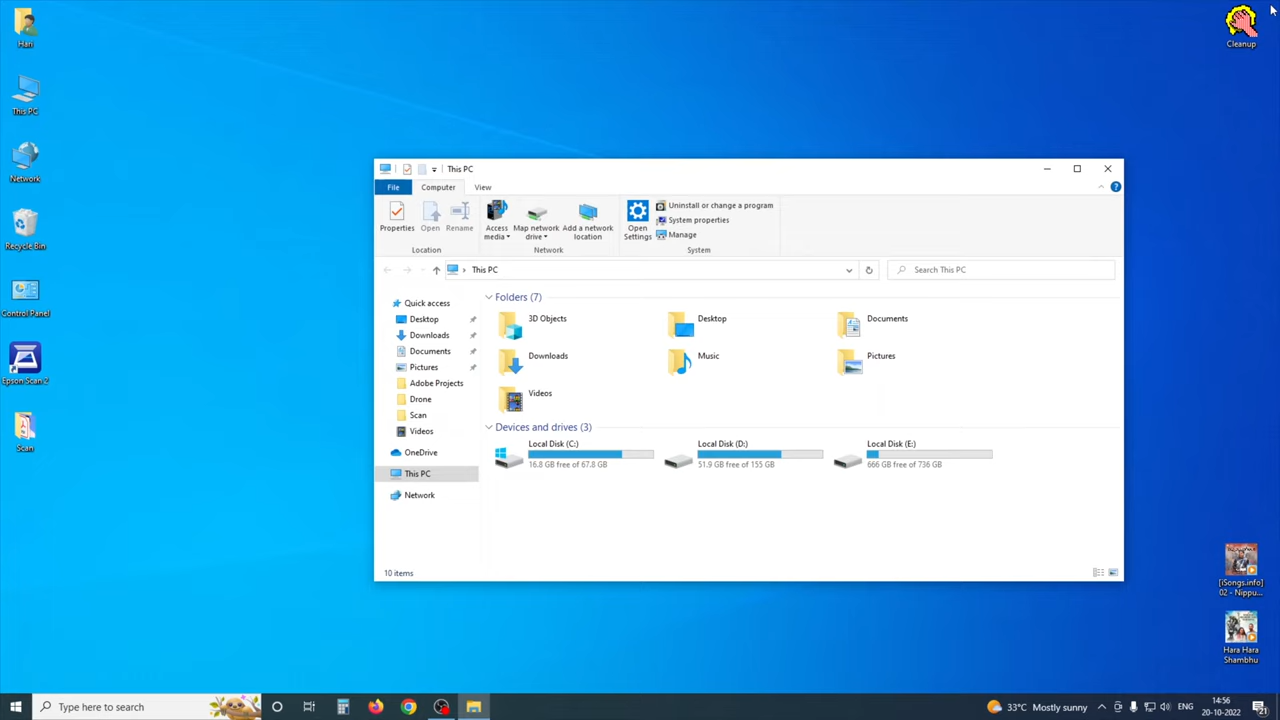 Hari
This PC
Network
Recycle Bin
Control Panel
Epson Scan 2
Scan
Cleanup
This PC
File
Computer
View
Properties
Open
Rename
Location
Access
media
Map network
drive
Add a network
location
Network
Open
Settings
Uninstall or change a program
System properties
Manage
System
This PC
Search This PC
Quick access
Desktop
Downloads
Documents
Pictures
Adobe Projects
Drone
Scan
Videos
OneDrive
This PC
Network
Folders (7)
3D Objects
Desktop
Documents
Downloads
Music
Pictures
Videos
Devices and drives (3)
Local Disk (C:)
16.8 GB free of 67.8 GB
Local Disk (D:)
51.9 GB free of 155 GB
Local Disk (E:)
666 GB free of 736 GB
10 items
[iSongs.info]
02 - Nippu...
Hara Hara
Shambhu
Type here to search
33°C Mostly sunny
ENG
14:56
20-10-2022
21